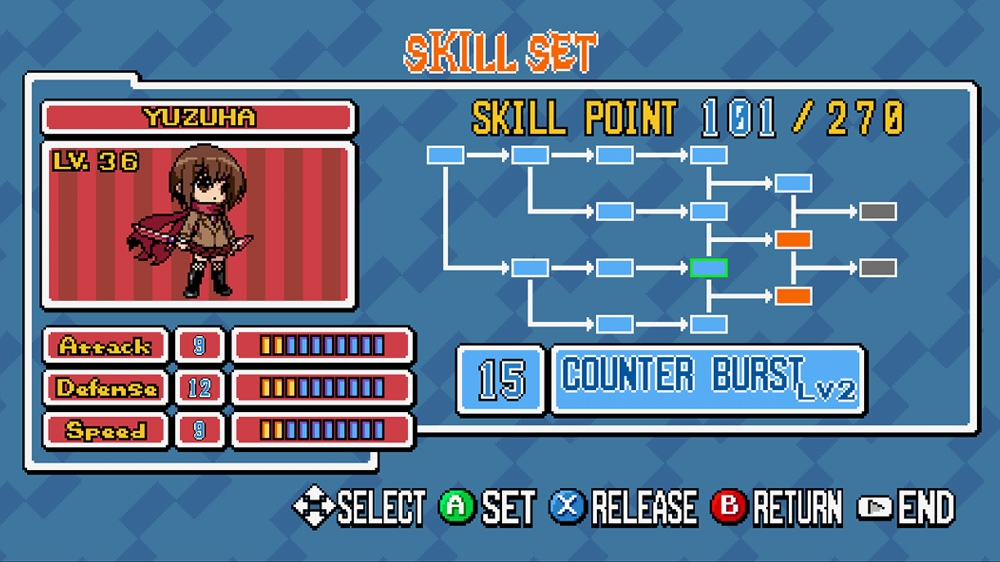 SKILL SET
YUZUHA
LV. 36
SKILL POINT 101/270
Attack 9
Defense 12
Speed 9
15 COUNTER BURST Lv2
SELECT A SET X RELEASE B RETURN END